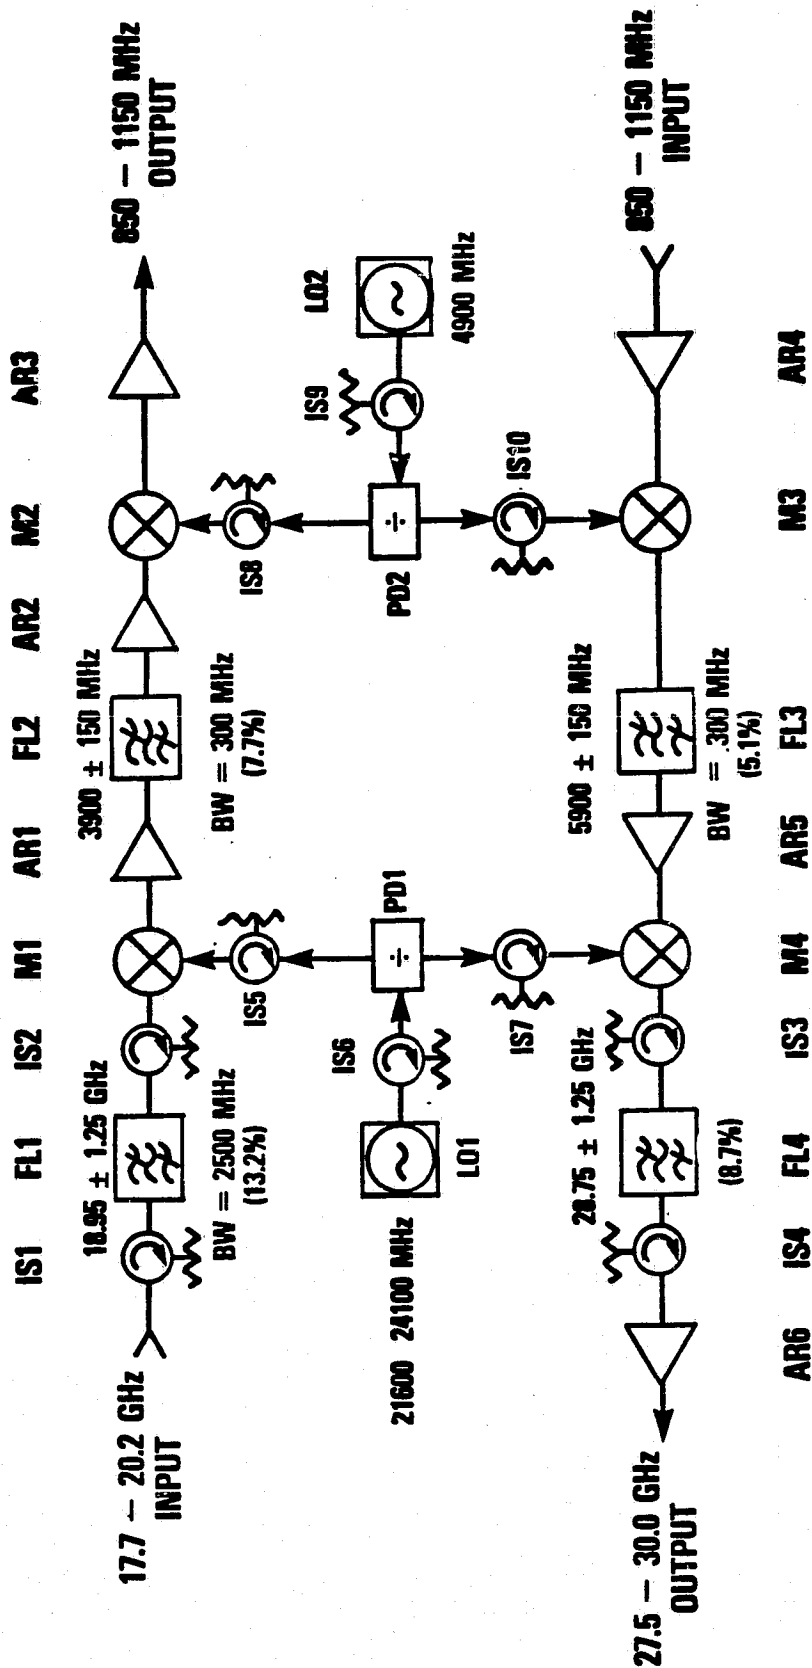 IS1 FL1 IS2 M1 AR1 FL2 AR2 M2 AR3
18.95 ± 1.25 GHz
3900 ± 150 MHz
17.7 – 20.2 GHz
INPUT
850 – 1150 MHz
OUTPUT
BW = 2500 MHz
(13.2%)
BW = 300 MHz
(7.7%)
IS5
IS8
IS6
PD1
IS9
LO2
÷
÷
21600 24100 MHz
LO1
PD2
4900 MHz
IS7
IS10
28.75 ± 1.25 GHz
5900 ± 150 MHz
27.5 – 30.0 GHz
OUTPUT
850 – 1150 MHz
INPUT
(8.7%)
BW = 300 MHz
(5.1%)
AR6 IS4 FL4 IS3 M4 AR5 FL3 M3 AR4